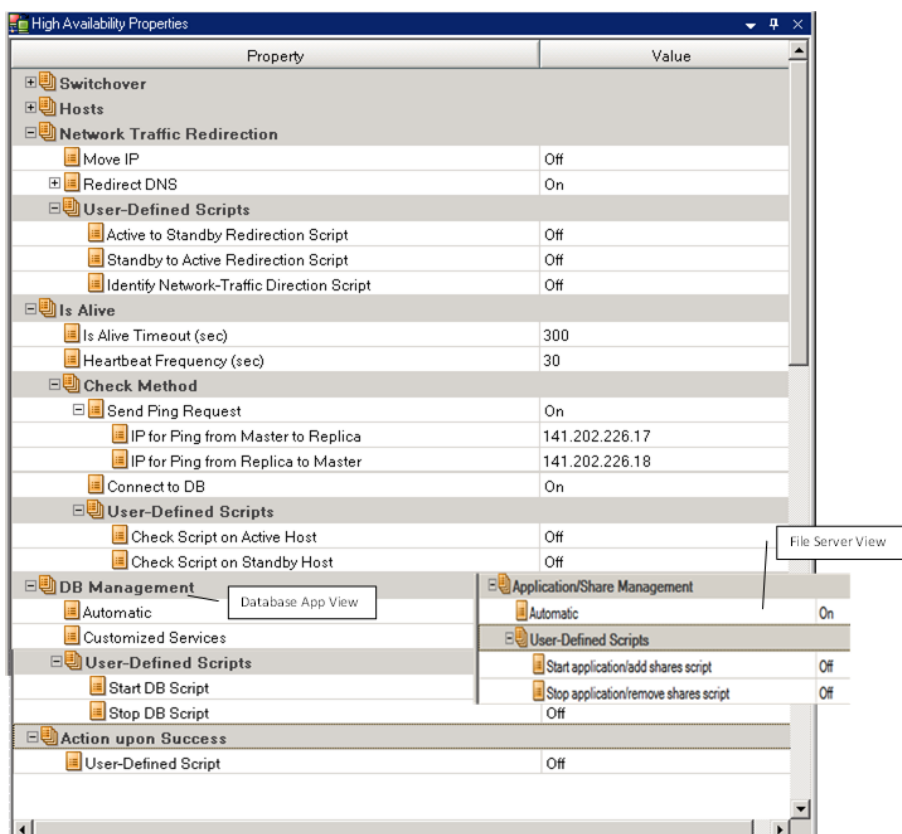 High Availability Properties
Property Value
Switchover
Hosts
Network Traffic Redirection
Move IP Off
Redirect DNS On
User-Defined Scripts
Active to Standby Redirection Script Off
Standby to Active Redirection Script Off
Identify Network-Traffic Direction Script Off
Is Alive
Is Alive Timeout (sec) 300
Heartbeat Frequency (sec) 30
Check Method
Send Ping Request On
IP for Ping from Master to Replica 141.202.226.17
IP for Ping from Replica to Master 141.202.226.18
Connect to DB On
User-Defined Scripts
Check Script on Active Host Off
File Server View
Check Script on Standby Host Off
DB Management
Database App View
Automatic
Customized Services
User-Defined Scripts
Start DB Script
Stop DB Script Off
Application/Share Management
Automatic On
User-Defined Scripts
Start application/add shares script Off
Stop application/remove shares script Off
Action upon Success
User-Defined Script Off